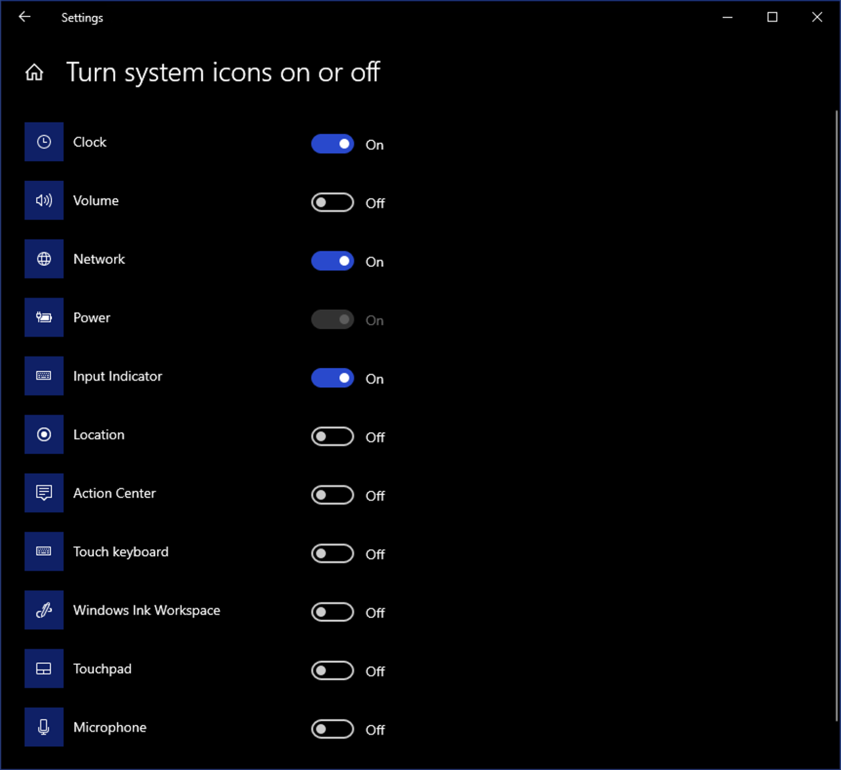 Settings
Turn system icons on or off
Clock On
Volume Off
Network On
Power On
Input Indicator On
Location Off
Action Center Off
Touch keyboard Off
Windows Ink Workspace Off
Touchpad Off
Microphone Off